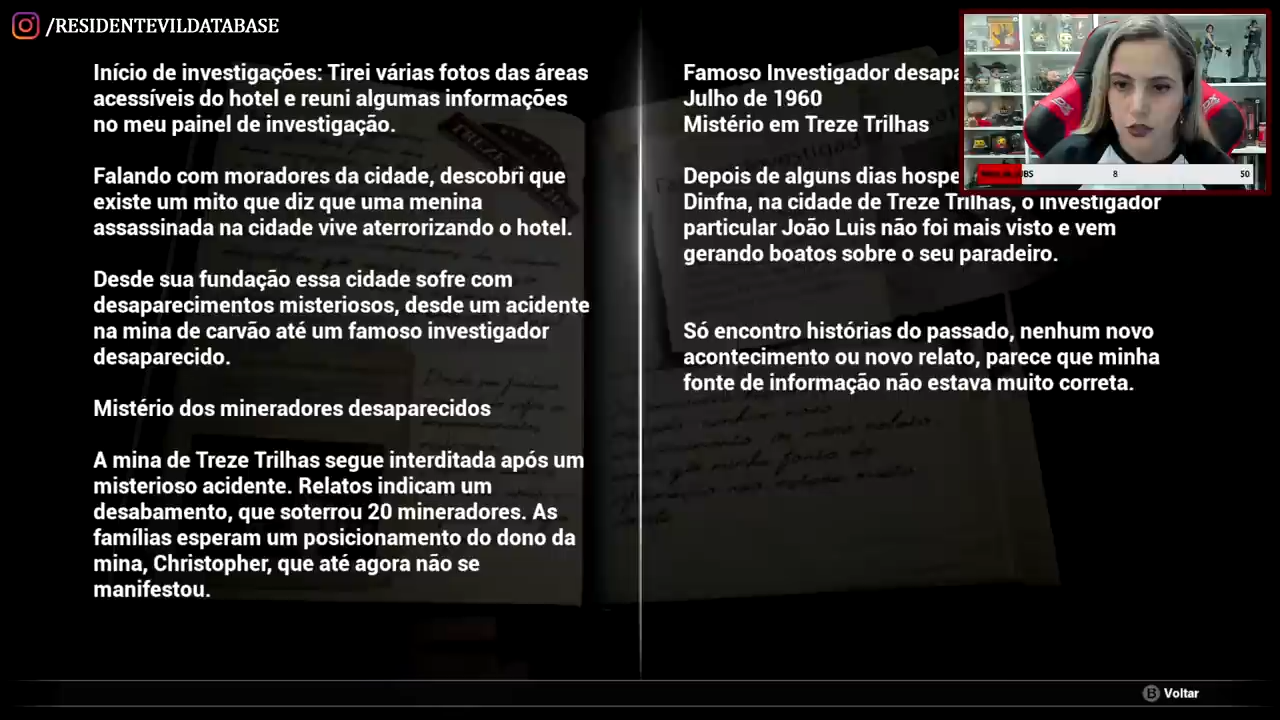 /RESIDENTEVILDATABASE
Início de investigações: Tirei várias fotos das áreas
acessíveis do hotel e reuni algumas informações
no meu painel de investigação.
Falando com moradores da cidade, descobri que
existe um mito que diz que uma menina
assassinada na cidade vive aterrorizando o hotel.
Desde sua fundação essa cidade sofre com
desaparecimentos misteriosos, desde um acidente
na mina de carvão até um famoso investigador
desaparecido.
Mistério dos mineradores desaparecidos
A mina de Treze Trilhas segue interditada após um
misterioso acidente. Relatos indicam um
desabamento, que soterrou 20 mineradores. As
famílias esperam um posicionamento do dono da
mina, Christopher, que até agora não se
manifestou.
Famoso Investigador
Julho de 1960
Mistério em Treze Trilhas
Depois de alguns dias
Dinfna, na cidade de Treze Trilhas, o investigador
particular João Luis não foi mais visto e vem
gerando boatos sobre o seu paradeiro.
Só encontro histórias do passado, nenhum novo
acontecimento ou novo relato, parece que minha
fonte de informação não estava muito correta.
8 50
B Voltar